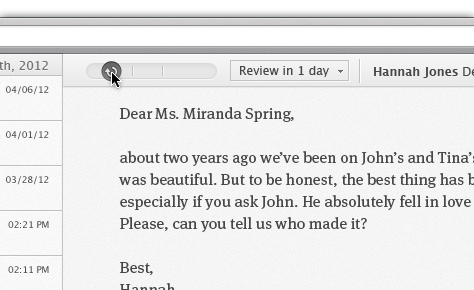 th, 2012
Review in 1 day
Hannah Jones
04/06/12
04/01/12
03/28/12
02:21 PM
02:11 PM
Dear Ms. Miranda Spring,
about two years ago we've been on John's and Tina's
was beautiful. But to be honest, the best thing has
especially if you ask John. He absolutely fell in love
Please, can you tell us who made it?
Best,
Hannah